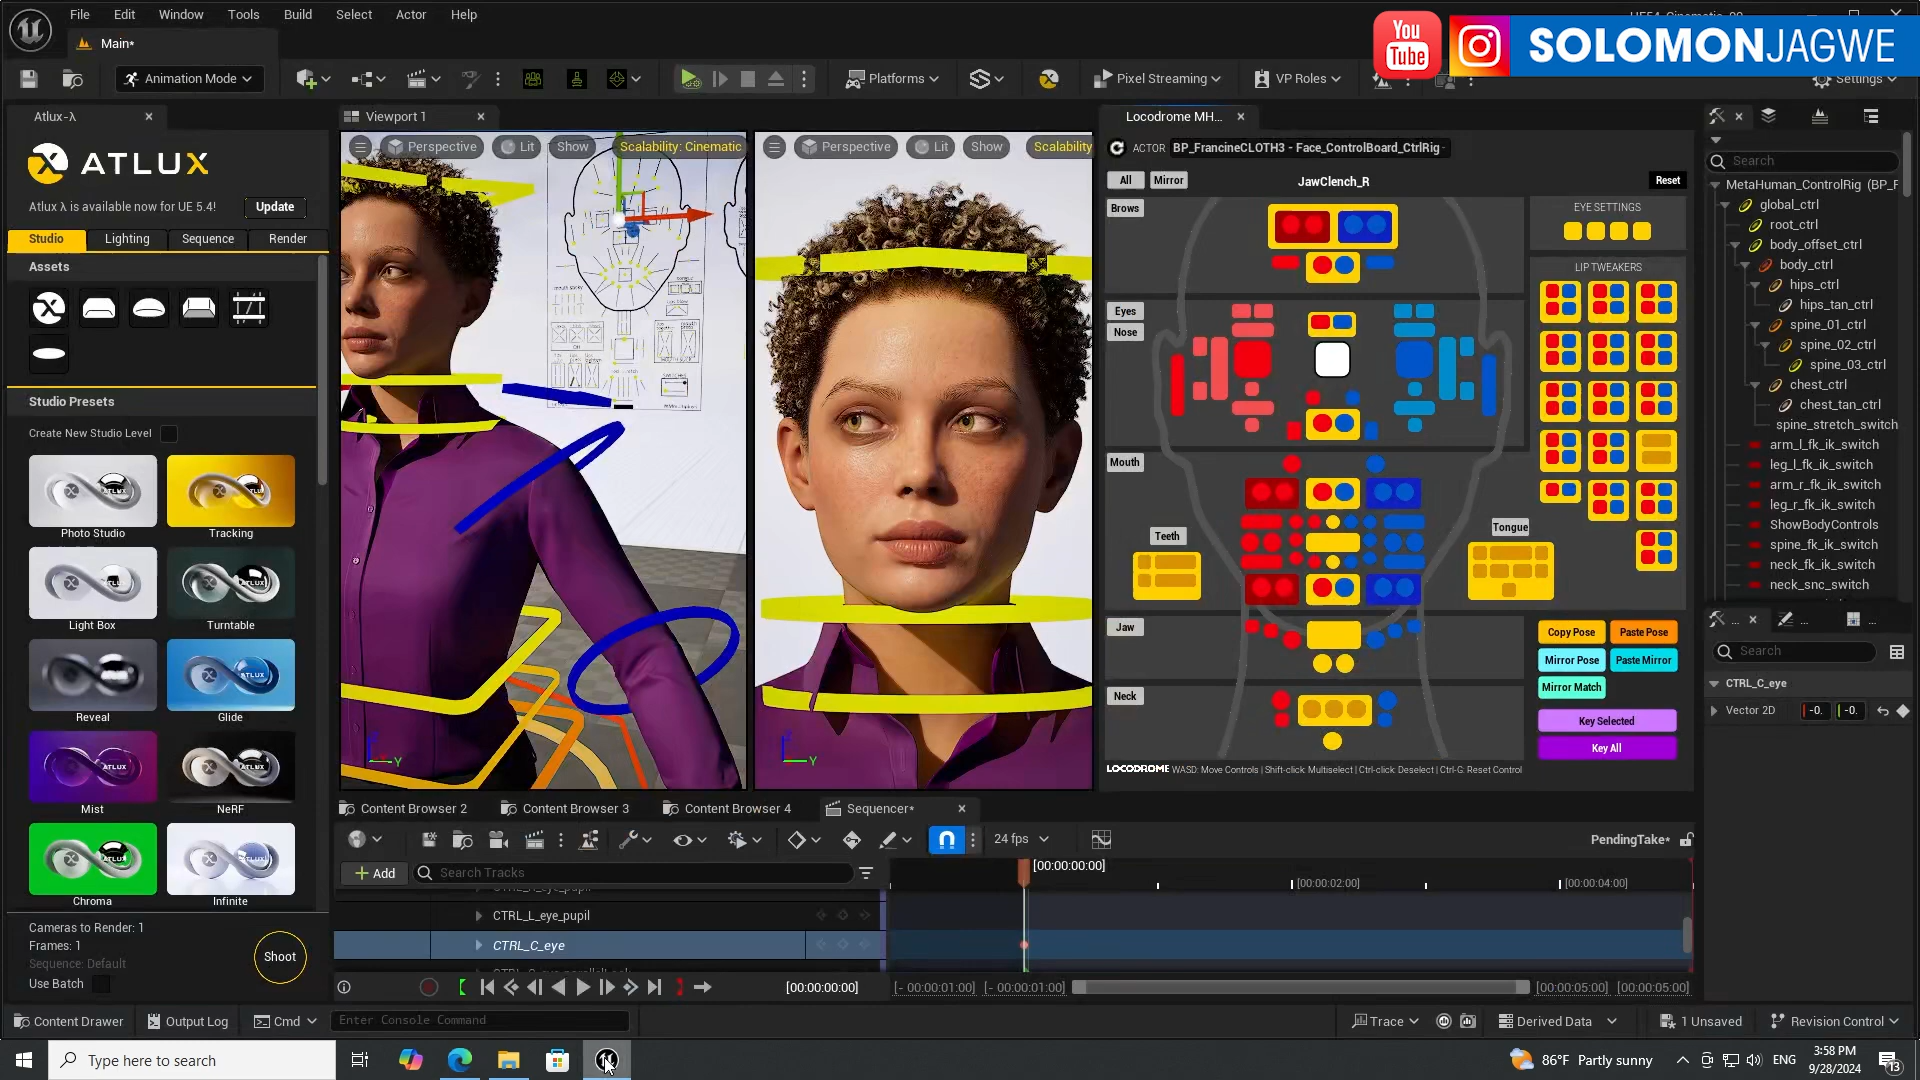 File Edit Window Tools Build Select Actor Help
Main*
You Tube
SOLOMONJAGWE
Animation Mode
Platforms
Pixel Streaming
VP Roles
Settings
Atlux-λ
ATLUX
Atlux λ is available now for UE 5.4!
Update
Studio Lighting Sequence Render
Assets
Studio Presets
Create New Studio Level
Photo Studio
Tracking
Light Box
Turntable
Reveal
Glide
Mist
NeRF
Chroma
Infinite
Cameras to Render: 1
Frames: 1
Sequence: Default
Use Batch
Shoot
Viewport 1
Perspective Lit Show Scalability: Cinematic
Perspective Lit Show Scalability
Locodrome MH...
ACTOR BP_FrancineCLOTH3 - Face_ControlBoard_CtrlRig
All Mirror JawClench_R Reset
Brows
Eyes
Nose
Mouth
Teeth
Tongue
Jaw
Neck
EYE SETTINGS
LIP TWEAKERS
Copy Pose Paste Pose
Mirror Pose Paste Mirror
Mirror Match
Key Selected
Key All
LOCODROME WASD: Move Controls | Shift-click: Multiselect | Ctrl-click: Deselect | Ctrl-G: Reset Control
Search
MetaHuman_ControlRig (BP_F
global_ctrl
root_ctrl
body_offset_ctrl
body_ctrl
hips_ctrl
hips_tan_ctrl
spine_01_ctrl
spine_02_ctrl
spine_03_ctrl
chest_ctrl
chest_tan_ctrl
spine_stretch_switch
arm_l_fk_ik_switch
leg_l_fk_ik_switch
arm_r_fk_ik_switch
leg_r_fk_ik_switch
ShowBodyControls
spine_fk_ik_switch
neck_fk_ik_switch
neck_snc_switch
Search
CTRL_C_eye
Vector 2D -0. -0.
Content Browser 2 Content Browser 3 Content Browser 4 Sequencer*
24 fps
PendingTake*
Add
Search Tracks
[00:00:00:00]
[00:00:02:00]
[00:00:04:00]
CTRL_L_eye_pupil
CTRL_C_eye
[00:00:00:00]
[- 00:00:01:00] [- 00:00:01:00]
[00:00:05:00] [00:00:05:00]
Content Drawer Output Log Cmd Enter Console Command
Trace Derived Data 1 Unsaved Revision Control
Type here to search
86°F Partly sunny
ENG
3:58 PM
9/28/2024
13